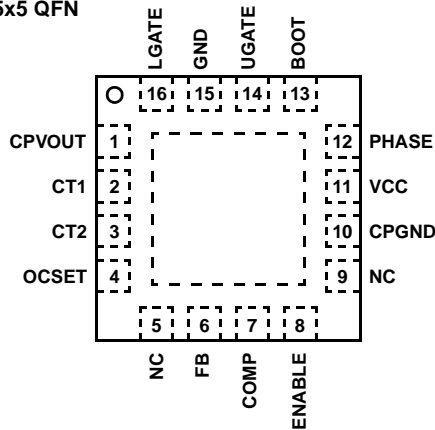 5x5 QFN
LGATE
GND
UGATE
BOOT
16
15
14
13
CPVOUT 1
12 PHASE
CT1 2
11 VCC
CT2 3
10 CPGND
OCSET 4
9 NC
5
6
7
8
NC
FB
COMP
ENABLE